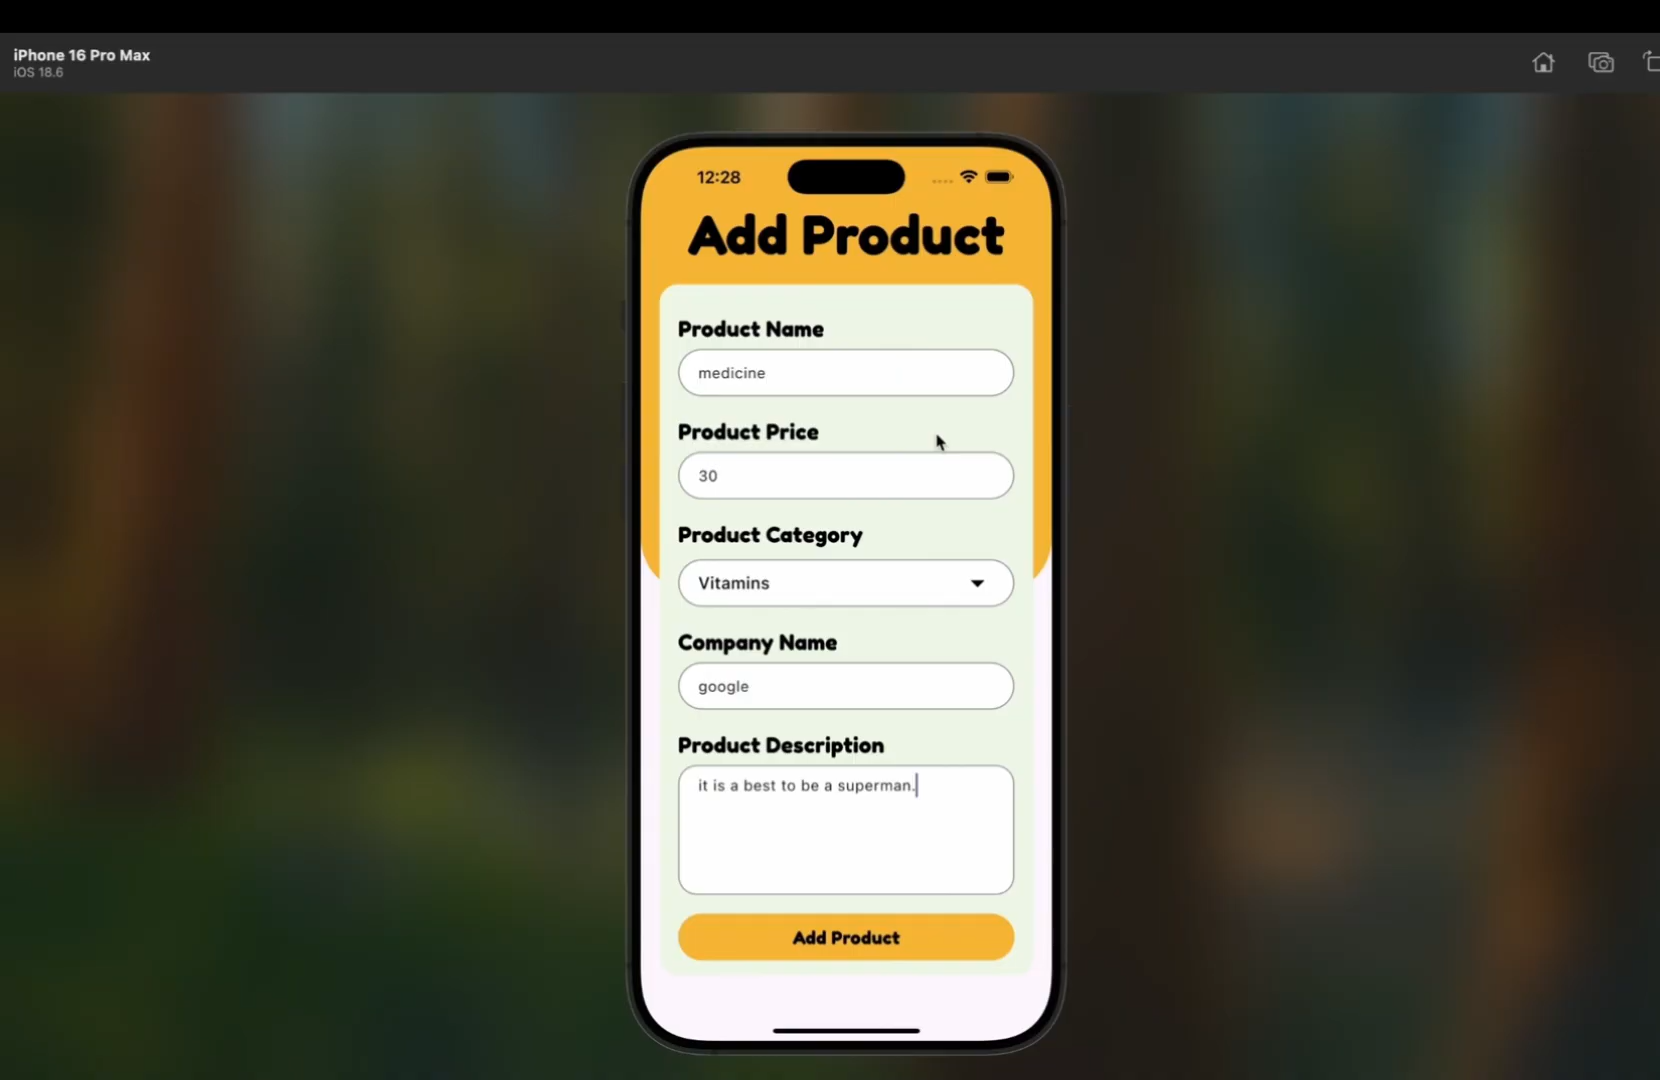 iPhone 16 Pro Max
iOS 18.6
12:28
Add Product
Product Name
medicine
Product Price
30
Product Category
Vitamins
Company Name
google
Product Description
it is a best to be a superman.
Add Product